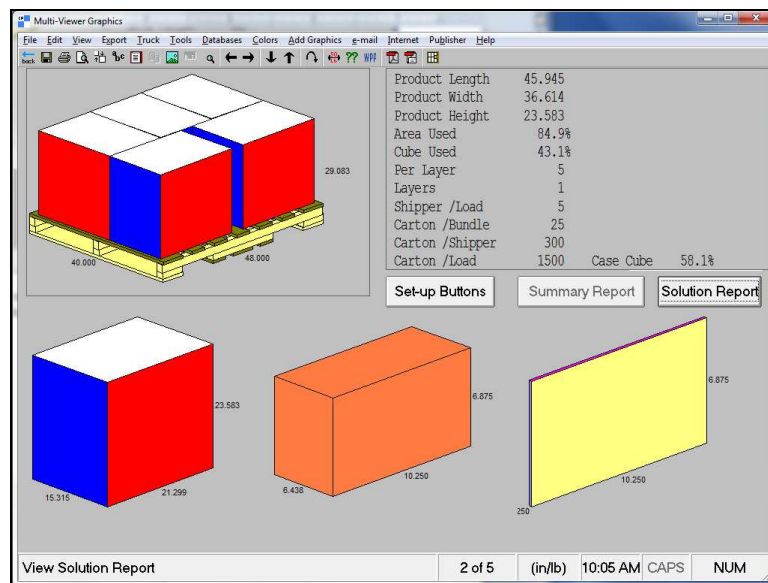 Multi-Viewer Graphics
File Edit View Export Truck Tools Databases Colors Add Graphics e-mail Internet Publisher Help
back ?? WPF
29.083
40.000 48.000
Product Length 45.945
Product Width 36.614
Product Height 23.583
Area Used 84.9%
Cube Used 43.1%
Per Layer 5
Layers 1
Shipper /Load 5
Carton /Bundle 25
Carton /Shipper 300
Carton /Load 1500 Case Cube 58.1%
Set-up Buttons Summary Report Solution Report
23.583
15.315 21.299
6.875
6.438 10.250
6.875
250 10.250
View Solution Report 2 of 5 (in/lb) 10:05 AM CAPS NUM